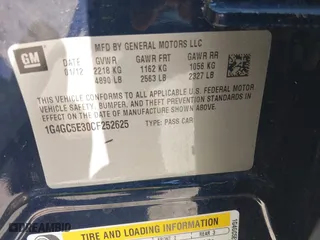 GM
MFD BY GENERAL MOTORS LLC
DATE GVWR GAWR FRT GAWR RR
01/12 2218 KG 1162 KG 1056 KG
4890 LB 2563 LB 2327 LB
THIS VEHICLE CONFORMS TO ALL APPLICABLE U.S. FEDERAL MOTOR
VEHICLE SAFETY, BUMPER, AND THEFT PREVENTION STANDARDS
IN EFFECT ON THE DATE OF MANUFACTURE SHOWN ABOVE.
1G4GC5E30CF252625 TYPE: PASS CAR
TIRE AND LOADING INFORMATION
REAR 3
DREAMBID